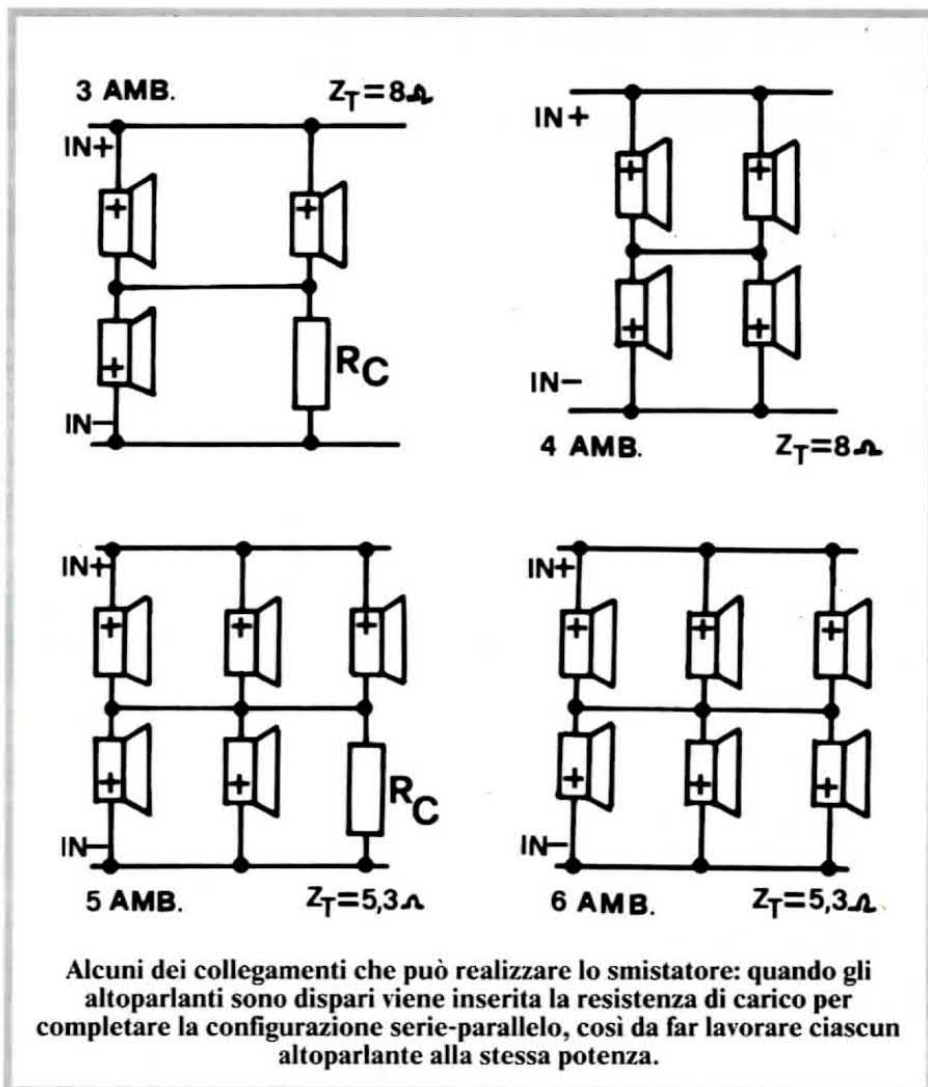 3 AMB. Z_T=8Ω
IN+
+ +
+ R_C
IN−
IN+
+ +
+ +
IN−
4 AMB. Z_T=8Ω
IN+
+ + +
+ + R_C
IN−
5 AMB. Z_T=5,3Ω
IN+
+ + +
+ + +
IN−
6 AMB. Z_T=5,3Ω
Alcuni dei collegamenti che può realizzare lo smistatore: quando gli
altoparlanti sono dispari viene inserita la resistenza di carico per
completare la configurazione serie-parallelo, così da far lavorare ciascun
altoparlante alla stessa potenza.